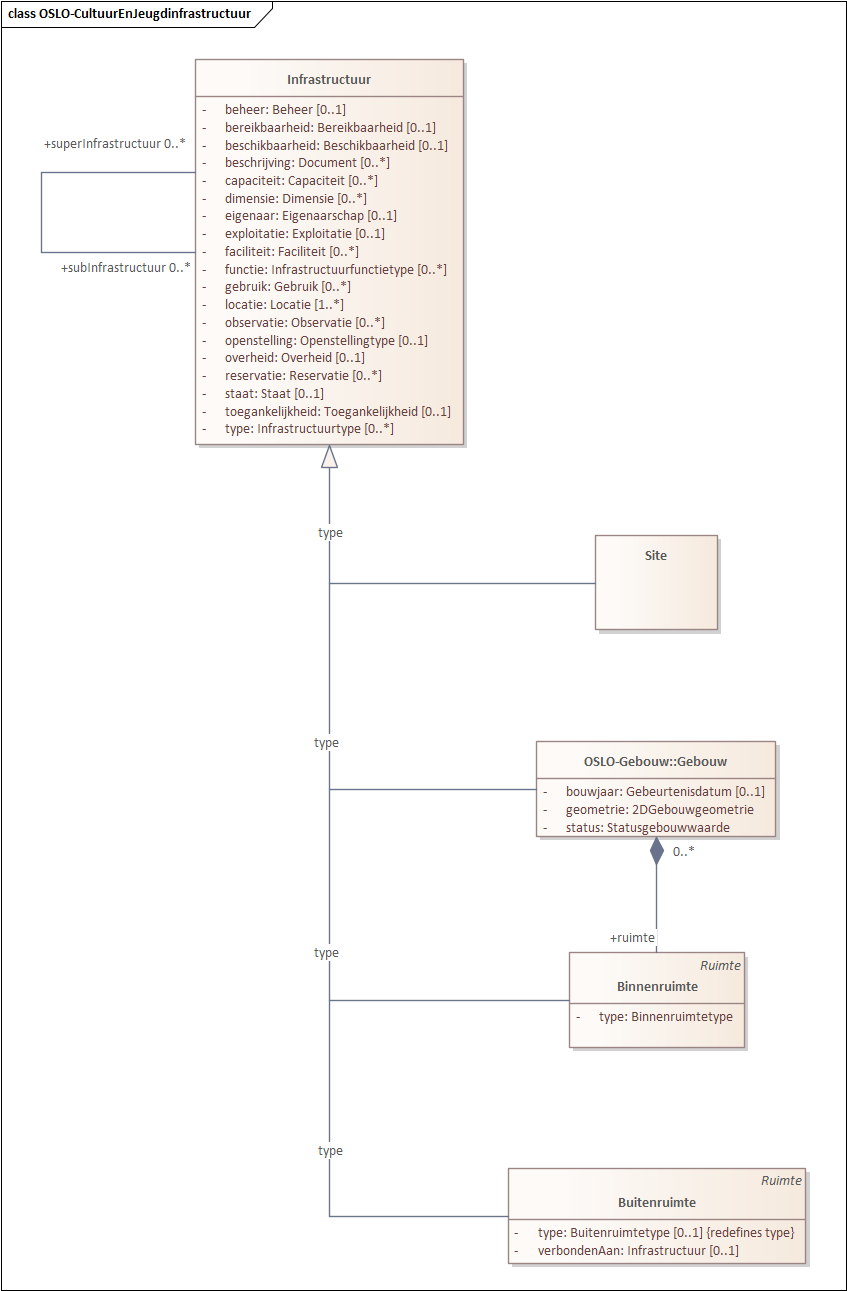 class OSLO-CultuurEnJeugdinfrastructuur
Infrastructuur
- beheer: Beheer [0..1]
- bereikbaarheid: Bereikbaarheid [0..1]
- beschikbaarheid: Beschikbaarheid [0..1]
- beschrijving: Document [0..*]
- capaciteit: Capaciteit [0..*]
- dimensie: Dimensie [0..*]
- eigenaar: Eigenaarschap [0..1]
- exploitatie: Exploitatie [0..1]
- faciliteit: Faciliteit [0..*]
- functie: Infrastructuurfunctietype [0..*]
- gebruik: Gebruik [0..*]
- locatie: Locatie [1..*]
- observatie: Observatie [0..*]
- openstelling: Openstellingtype [0..1]
- overheid: Overheid [0..1]
- reservatie: Reservatie [0..*]
- staat: Staat [0..1]
- toegankelijkheid: Toegankelijkheid [0..1]
- type: Infrastructuurtype [0..*]
+superInfrastructuur 0..*
+subInfrastructuur 0..*
type
Site
type
OSLO-Gebouw::Gebouw
- bouwjaar: Gebeurtenisdatum [0..1]
- geometrie: 2DGebouwgeometrie
- status: Statusgebouwwaarde
0..*
+ruimte
type
Ruimte
Binnenruimte
- type: Binnenruimtetype
type
Ruimte
Buitenruimte
- type: Buitenruimtetype [0..1] {redefines type}
- verbondenAan: Infrastructuur [0..1]